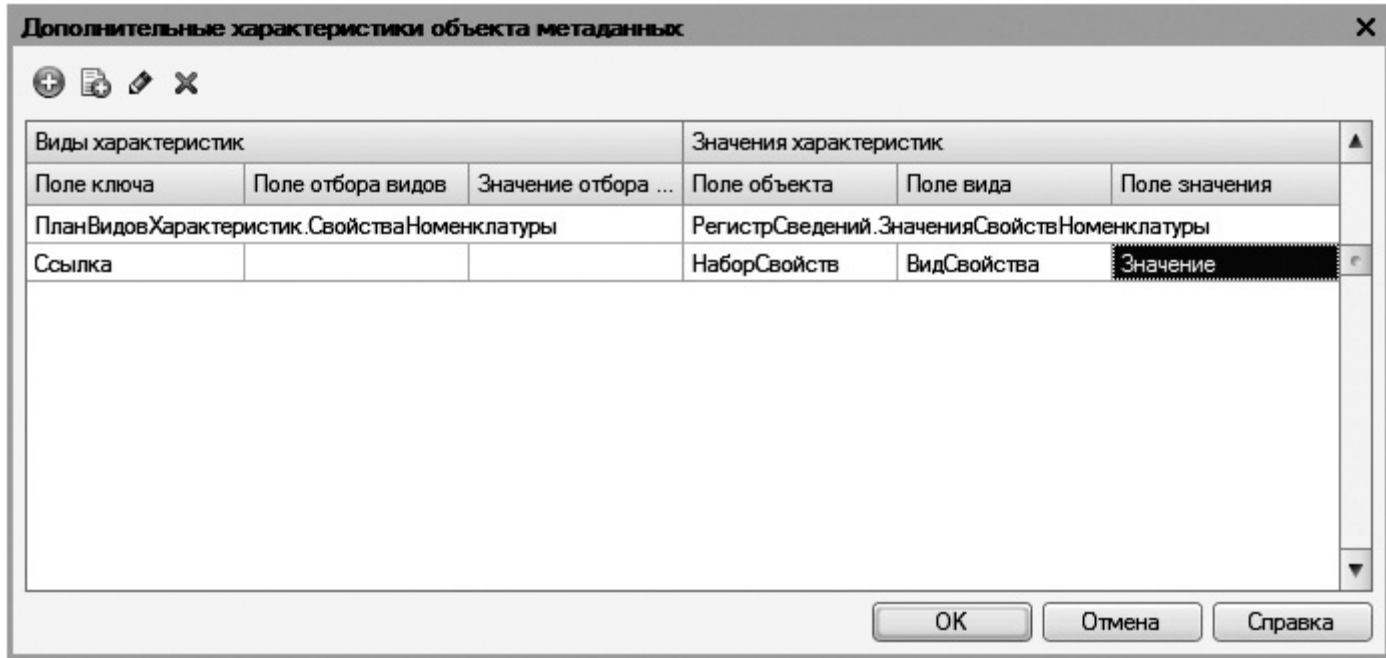 Дополнительные характеристики объекта метаданных
Виды характеристик Значения характеристик
Поле ключа Поле отбора видов Значение отбора ... Поле объекта Поле вида Поле значения
ПланВидовХарактеристик.СвойстваНоменклатуры РегистрСведений.ЗначенияСвойствНоменклатуры
Ссылка НаборСвойств ВидСвойства Значение
OK Отмена Справка